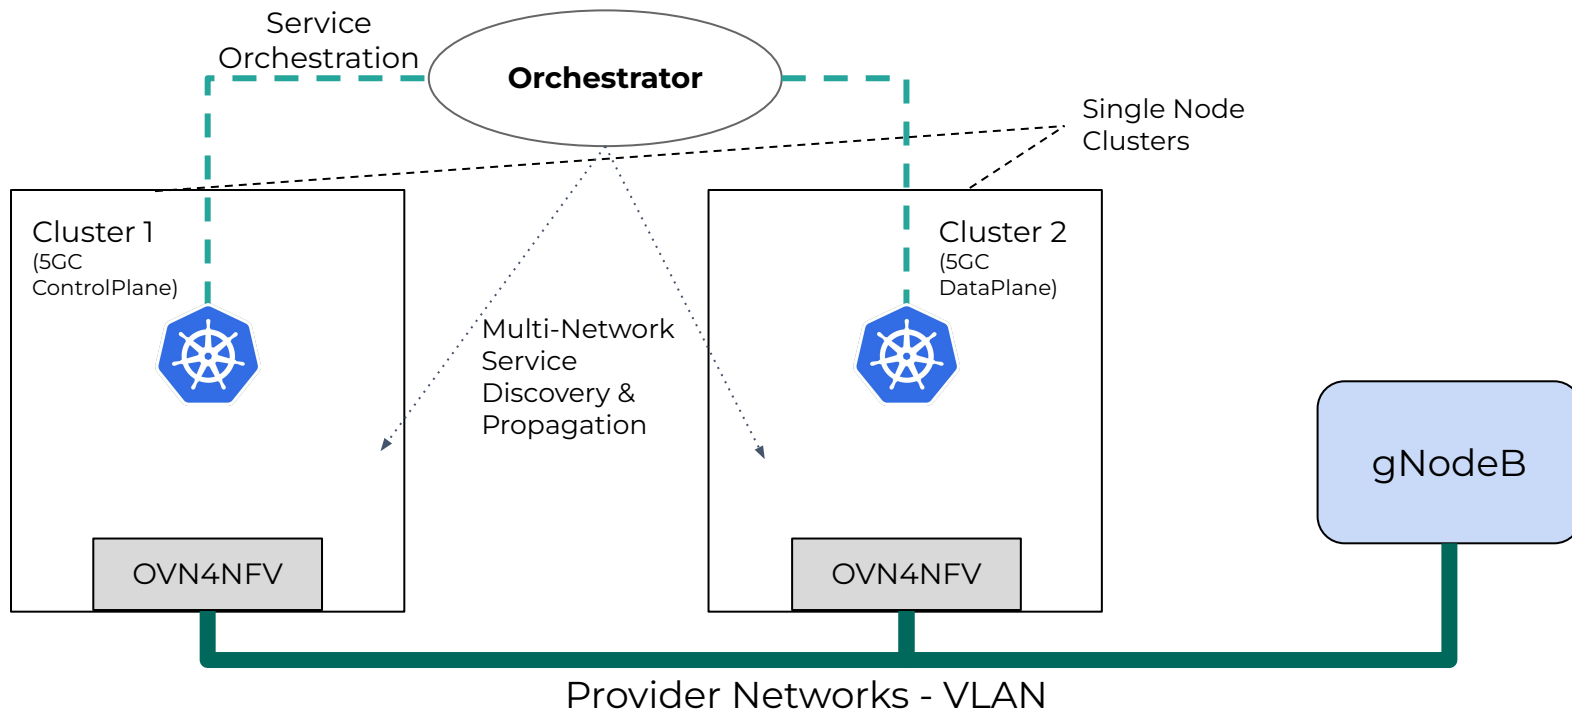 Service
Orchestration
Orchestrator
Single Node
Clusters
Cluster 1
(5GC
ControlPlane)
Cluster 2
(5GC
DataPlane)
Multi-Network
Service
Discovery &
Propagation
gNodeB
OVN4NFV
OVN4NFV
Provider Networks - VLAN